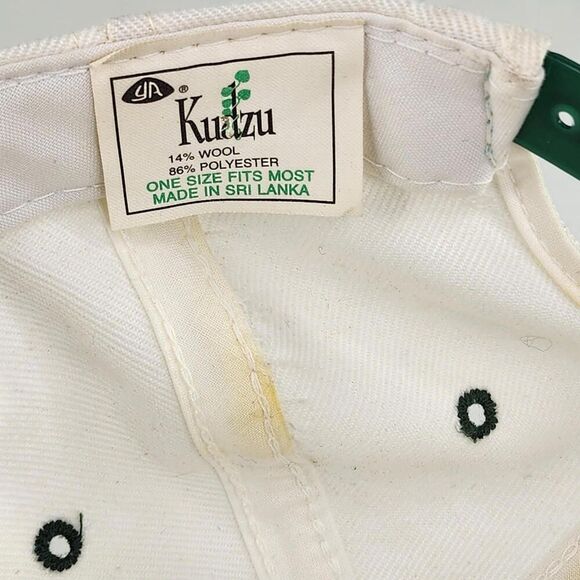 YA ®
Kudzu
14% WOOL
86% POLYESTER
ONE SIZE FITS MOST
MADE IN SRI LANKA